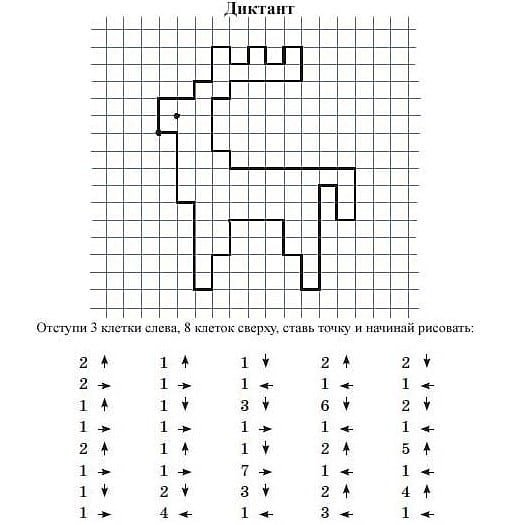 Диктант
Отступи 3 клетки слева, 8 клеток сверху, ставь точку и начинай рисовать:
2 ↑ 1 ↑ 1 ↓ 2 ↑ 2 ↓
2 → 1 → 1 ← 1 ← 1 ←
1 ↑ 1 ↓ 3 ↓ 6 ↓ 2 ↓
1 → 1 → 1 → 1 ← 1 ←
2 ↑ 1 ↑ 1 ↓ 2 ↑ 5 ↑
1 → 1 → 7 → 1 ← 1 ←
1 ↓ 2 ↓ 3 ↓ 2 ↑ 4 ↑
1 → 4 ← 1 ← 3 ← 1 ←